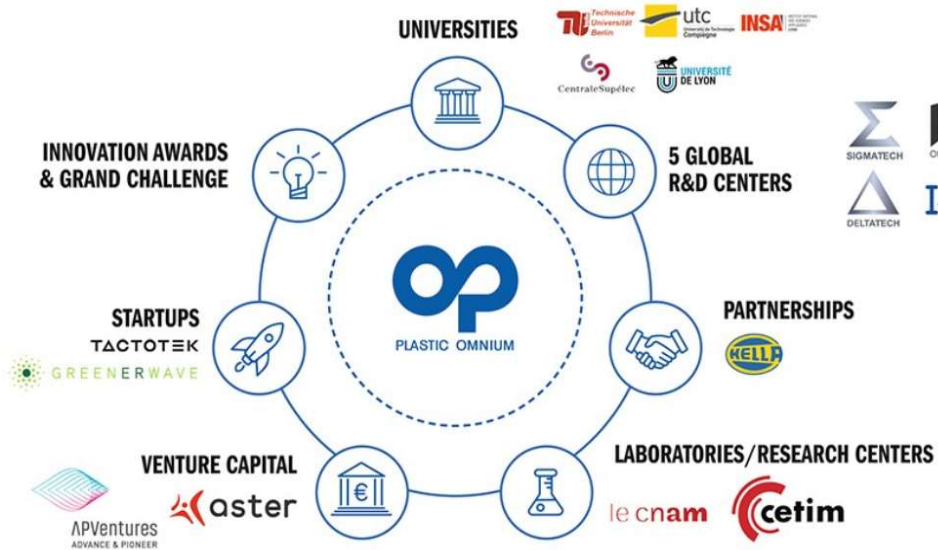 UNIVERSITIES
Technische
Universität
Berlin
utc
Université de Technologie
Compiègne
INSA
CentraleSupélec
UNIVERSITÉ
DE LYON
INNOVATION AWARDS
& GRAND CHALLENGE
5 GLOBAL
R&D CENTERS
SIGMATECH
DELTATECH
STARTUPS
TACTOTEK
GREENERWAVE
PLASTIC OMNIUM
PARTNERSHIPS
HELLA
VENTURE CAPITAL
APVentures
ADVANCE & PIONEER
aster
€
LABORATORIES/RESEARCH CENTERS
le cnam
cetim